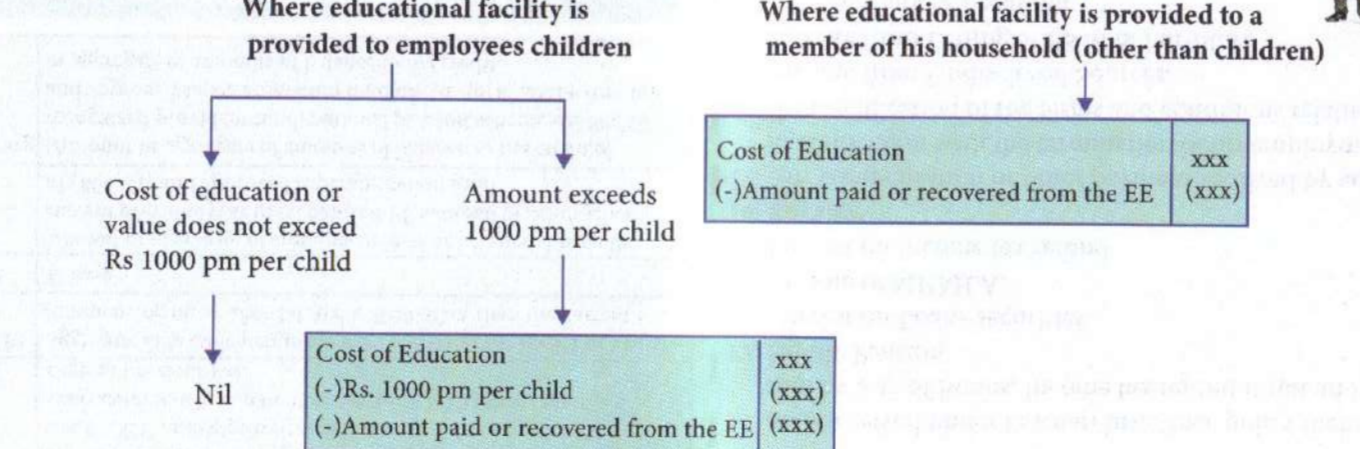 Where educational facility is
provided to employees children
Where educational facility is provided to a
member of his household (other than children)
Cost of education or
value does not exceed
Rs 1000 pm per child
Amount exceeds
1000 pm per child
Cost of Education xxx
(-)Amount paid or recovered from the EE (xxx)
Nil
Cost of Education xxx
(-)Rs. 1000 pm per child (xxx)
(-)Amount paid or recovered from the EE (xxx)